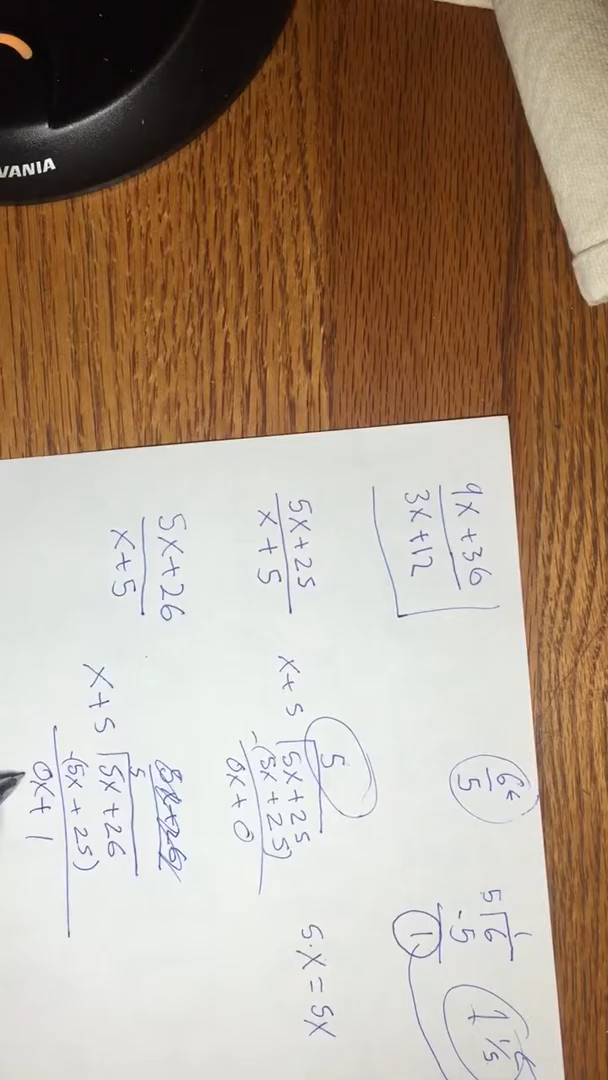 VANIA
9x + 36
3x + 12
6
5
1
5 6
-5
1
1 1/5
5x + 25
x + 5
5
x + 5 5x + 25
-(5x + 25)
0x + 0
5·x = 5x
5x + 26
x + 5
5
x + 5 5x + 26
-(5x + 25)
0x + 1